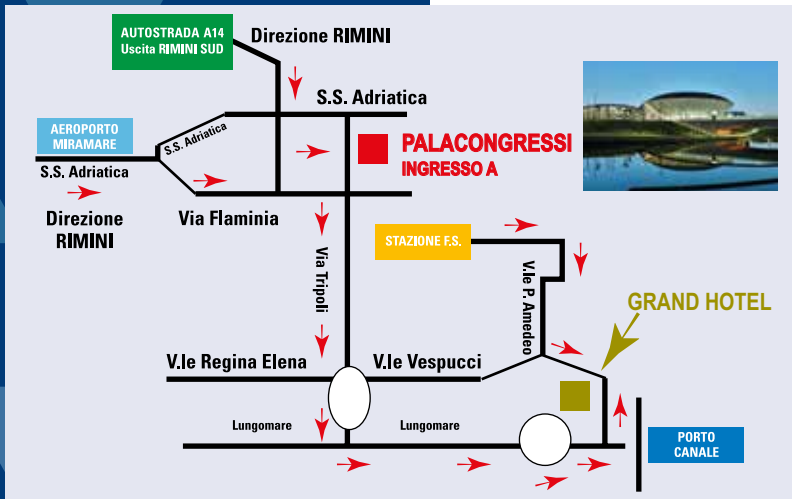 AUTOSTRADA A14
Uscita RIMINI SUD
Direzione RIMINI
S.S. Adriatica
AEROPORTO
MIRAMARE
S.S. Adriatica
PALACONGRESSI
INGRESSO A
S.S. Adriatica
Direzione
RIMINI
Via Flaminia
STAZIONE F.S.
Via Tripoli
V.le P. Amedeo
GRAND HOTEL
V.le Regina Elena
V.le Vespucci
Lungomare
Lungomare
PORTO
CANALE